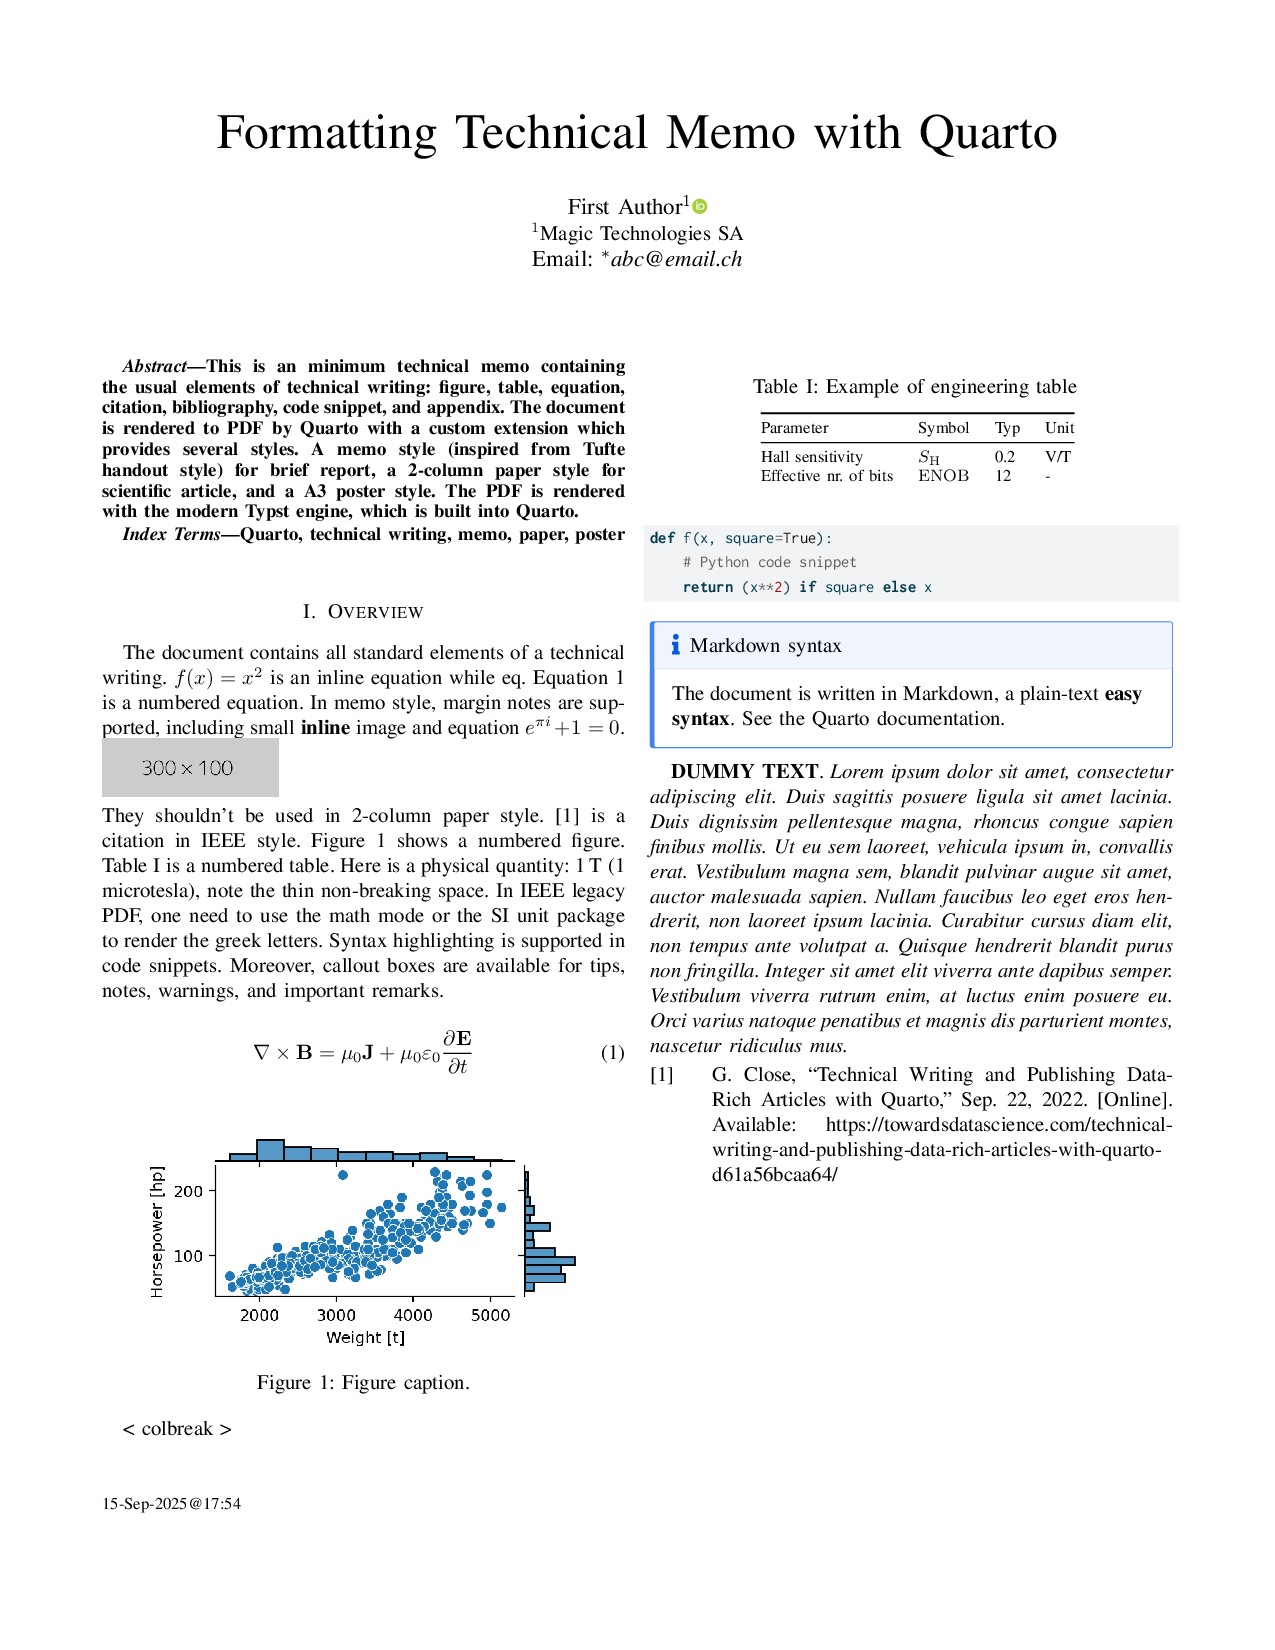 Formatting Technical Memo with Quarto
First Author¹
¹Magic Technologies SA
Email: *abc@email.ch
Abstract—This is an minimum technical memo containing
the usual elements of technical writing: figure, table, equation,
citation, bibliography, code snippet, and appendix. The document
is rendered to PDF by Quarto with a custom extension which
provides several styles. A memo style (inspired from Tufte
handout style) for brief report, a 2-column paper style for
scientific article, and a A3 poster style. The PDF is rendered
with the modern Typst engine, which is built into Quarto.
Index Terms—Quarto, technical writing, memo, paper, poster
I. OVERVIEW
The document contains all standard elements of a technical
writing. f(x) = x² is an inline equation while eq. Equation 1
is a numbered equation. In memo style, margin notes are sup-
ported, including small inline image and equation e^{πi} + 1 = 0.
300 × 100
They shouldn't be used in 2-column paper style. [1] is a
citation in IEEE style. Figure 1 shows a numbered figure.
Table I is a numbered table. Here is a physical quantity: 1 T (1
microtesla), note the thin non-breaking space. In IEEE legacy
PDF, one need to use the math mode or the SI unit package
to render the greek letters. Syntax highlighting is supported in
code snippets. Moreover, callout boxes are available for tips,
notes, warnings, and important remarks.
∇ × B = μ₀J + μ₀ε₀ ∂E/∂t (1)
Horsepower [hp]
200
100
2000 3000 4000 5000
Weight [t]
Figure 1: Figure caption.
< colbreak >
Table I: Example of engineering table
Parameter Symbol Typ Unit
Hall sensitivity S_H 0.2 V/T
Effective nr. of bits ENOB 12 -
def f(x, square=True):
    # Python code snippet
    return (x**2) if square else x
Markdown syntax
The document is written in Markdown, a plain-text easy
syntax. See the Quarto documentation.
DUMMY TEXT. Lorem ipsum dolor sit amet, consectetur
adipiscing elit. Duis sagittis posuere ligula sit amet lacinia.
Duis dignissim pellentesque magna, rhoncus congue sapien
finibus mollis. Ut eu sem laoreet, vehicula ipsum in, convallis
erat. Vestibulum magna sem, blandit pulvinar augue sit amet,
auctor malesuada sapien. Nullam faucibus leo eget eros hen-
drerit, non laoreet ipsum lacinia. Curabitur cursus diam elit,
non tempus ante volutpat a. Quisque hendrerit blandit purus
non fringilla. Integer sit amet elit viverra ante dapibus semper.
Vestibulum viverra rutrum enim, at luctus enim posuere eu.
Orci varius natoque penatibus et magnis dis parturient montes,
nascetur ridiculus mus.
[1] G. Close, “Technical Writing and Publishing Data-
Rich Articles with Quarto,” Sep. 22, 2022. [Online].
Available: https://towardsdatascience.com/technical-
writing-and-publishing-data-rich-articles-with-quarto-
d61a56bcaa64/
15-Sep-2025@17:54